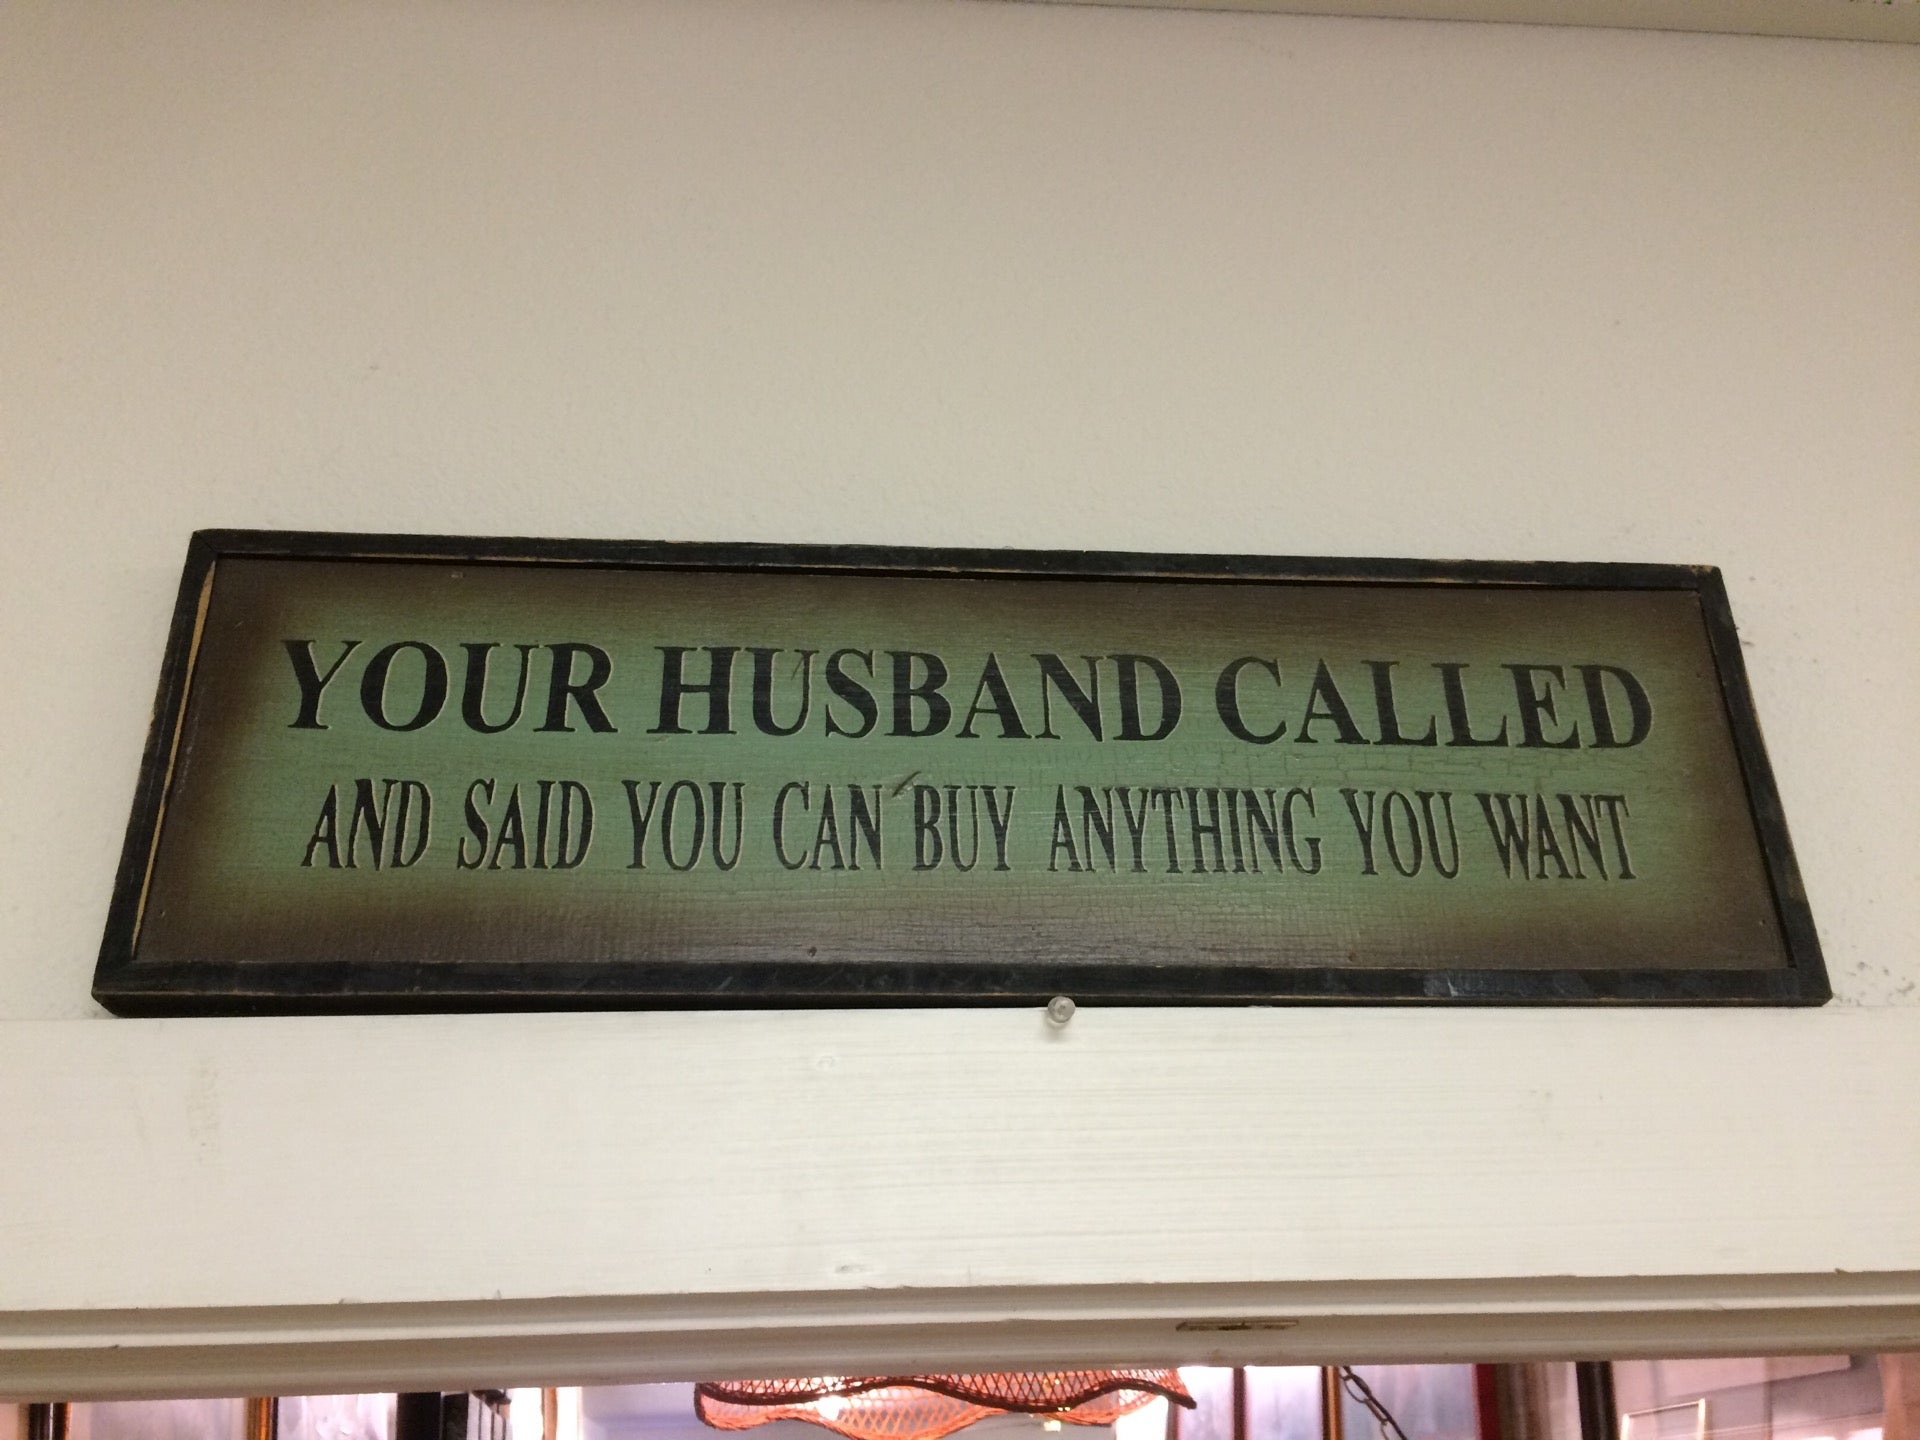 YOUR HUSBAND CALLED
AND SAID YOU CAN BUY ANYTHING YOU WANT